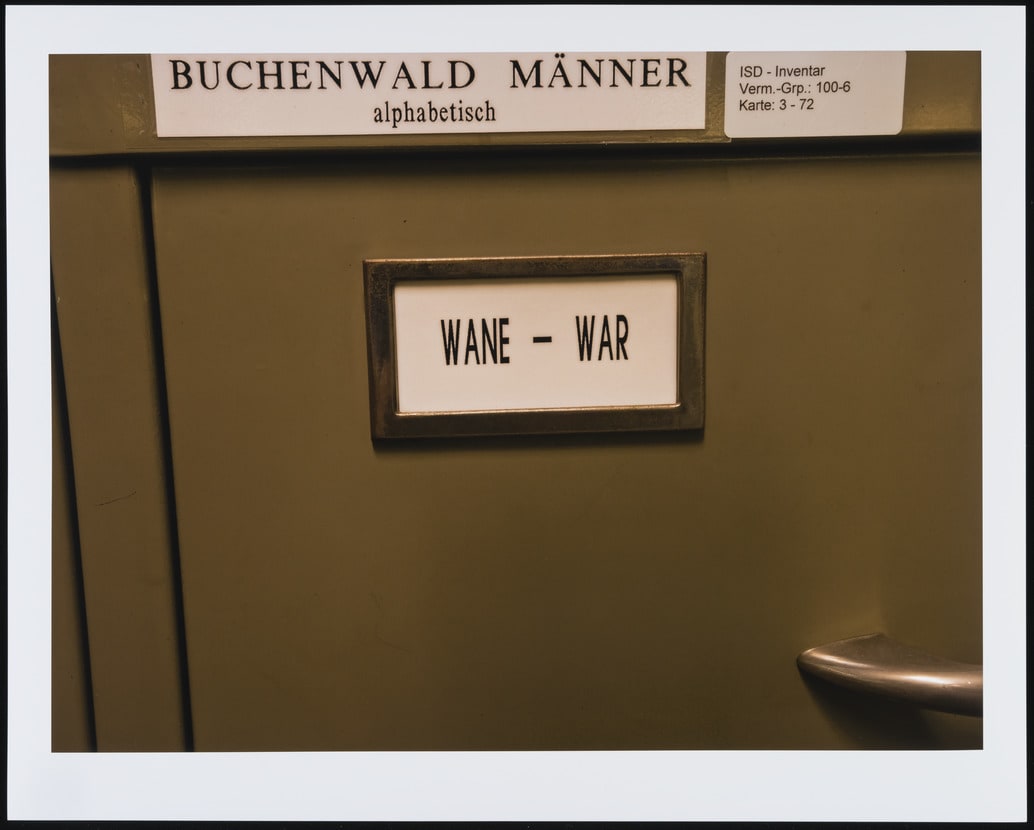 BUCHENWALD MÄNNER
alphabetisch
ISD - Inventar
Verm.-Grp.: 100-6
Karte: 3 - 72
WANE - WAR